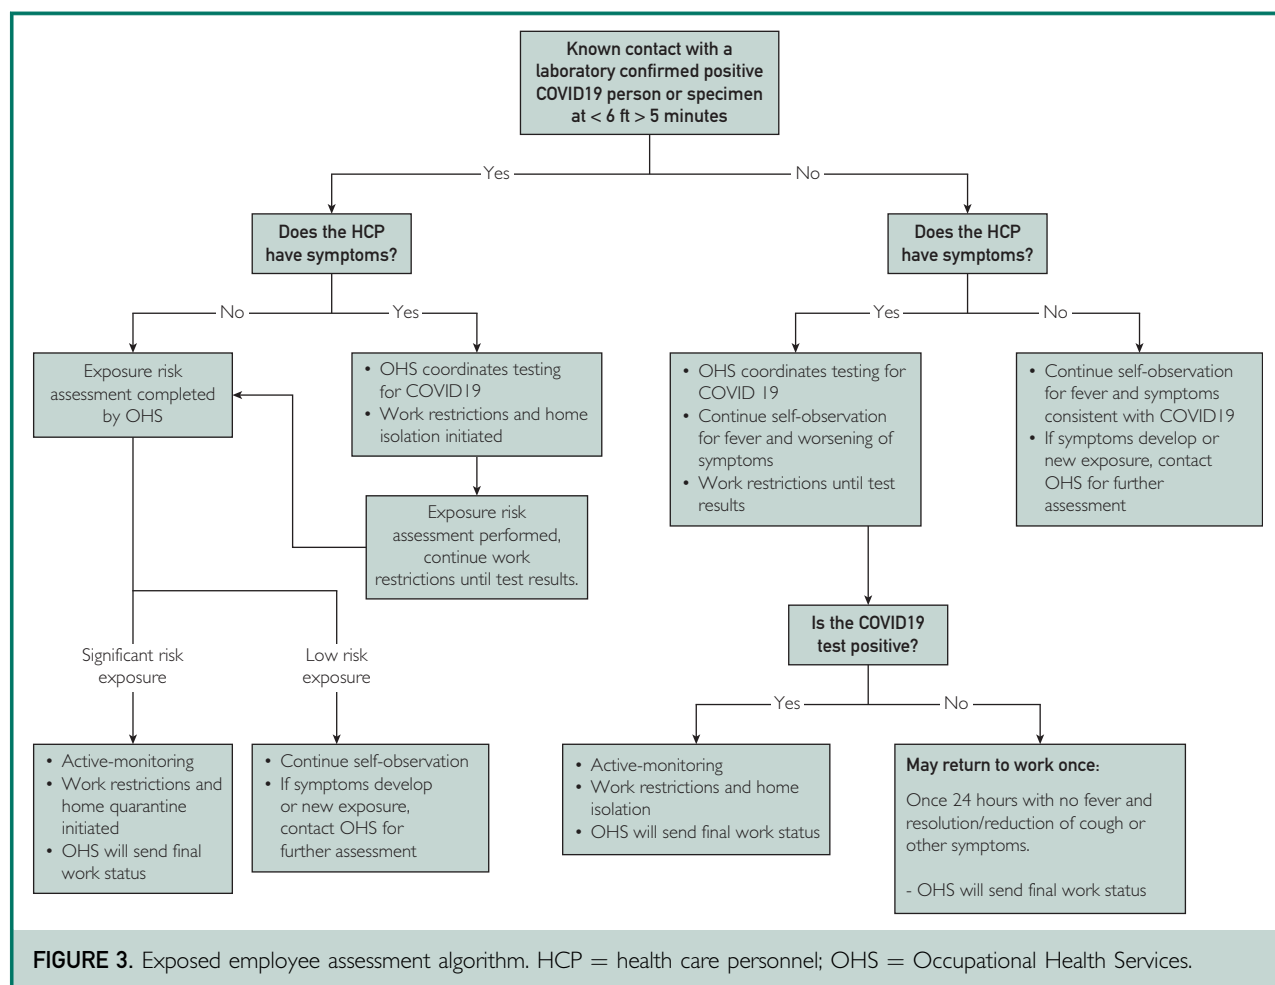 Known contact with a
laboratory confirmed positive
COVID19 person or specimen
at < 6 ft > 5 minutes
Yes
No
Does the HCP
have symptoms?
Does the HCP
have symptoms?
No
Yes
Yes
No
Exposure risk
assessment completed
by OHS
• OHS coordinates testing
for COVID19
• Work restrictions and home
isolation initiated
• OHS coordinates testing for
COVID 19
• Continue self-observation
for fever and worsening of
symptoms
• Work restrictions until test
results
• Continue self-observation
for fever and symptoms
consistent with COVID19
• If symptoms develop or
new exposure, contact
OHS for further
assessment
Exposure risk
assessment performed,
continue work
restrictions until test results.
Is the COVID19
test positive?
Significant risk
exposure
Low risk
exposure
Yes
No
• Active-monitoring
• Work restrictions and
home quarantine
initiated
• OHS will send final
work status
• Continue self-observation
• If symptoms develop
or new exposure,
contact OHS for
further assessment
• Active-monitoring
• Work restrictions and home
isolation
• OHS will send final work status
May return to work once:
Once 24 hours with no fever and
resolution/reduction of cough or
other symptoms.
- OHS will send final work status
FIGURE 3. Exposed employee assessment algorithm. HCP = health care personnel; OHS = Occupational Health Services.